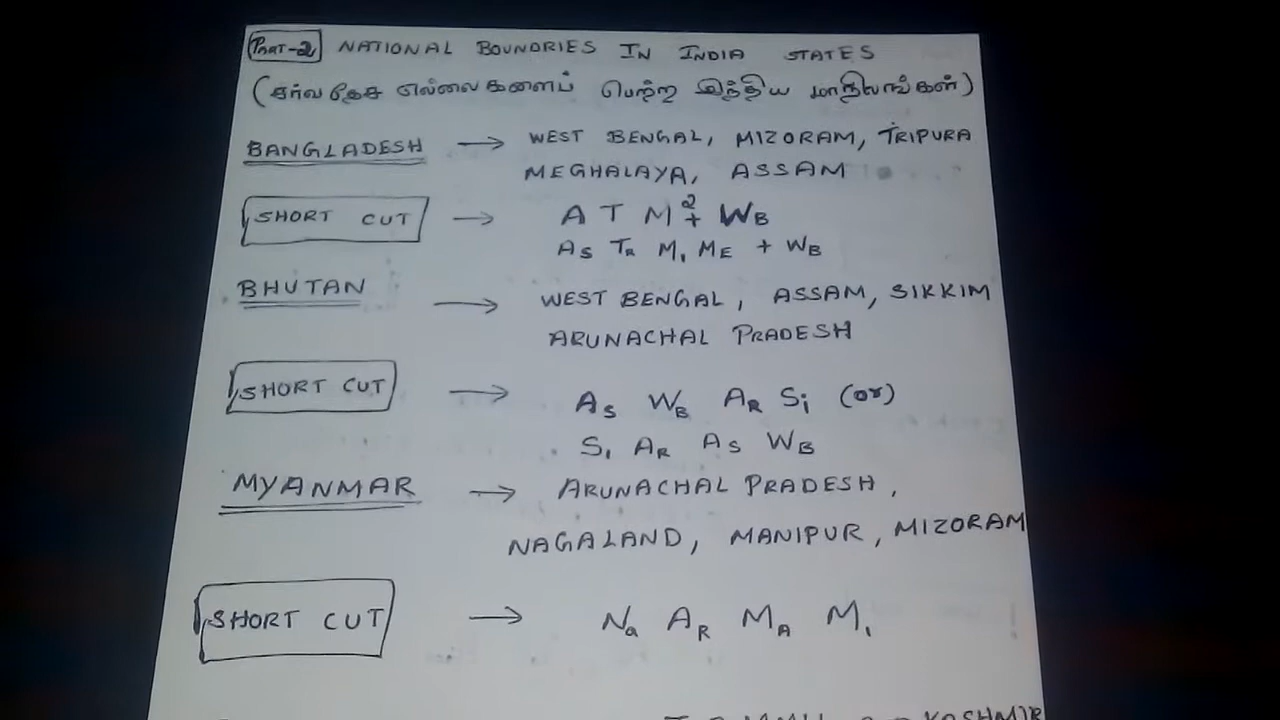 PART-2 NATIONAL BOUNDRIES IN INDIA STATES
(சர்வ தேச எல்லைகளைப் பெற்ற இந்திய மாநிலங்கள்)
BANGLADESH → WEST BENGAL, MIZORAM, TRIPURA
MEGHALAYA, ASSAM
SHORT CUT → A T M² + WB
AS TR MI ME + WB
BHUTAN → WEST BENGAL, ASSAM, SIKKIM
ARUNACHAL PRADESH
SHORT CUT → AS WB AR Si (or)
SI AR AS WB
MYANMAR → ARUNACHAL PRADESH,
NAGALAND, MANIPUR, MIZORAM
SHORT CUT → Na AR MA MI
KASHMIR